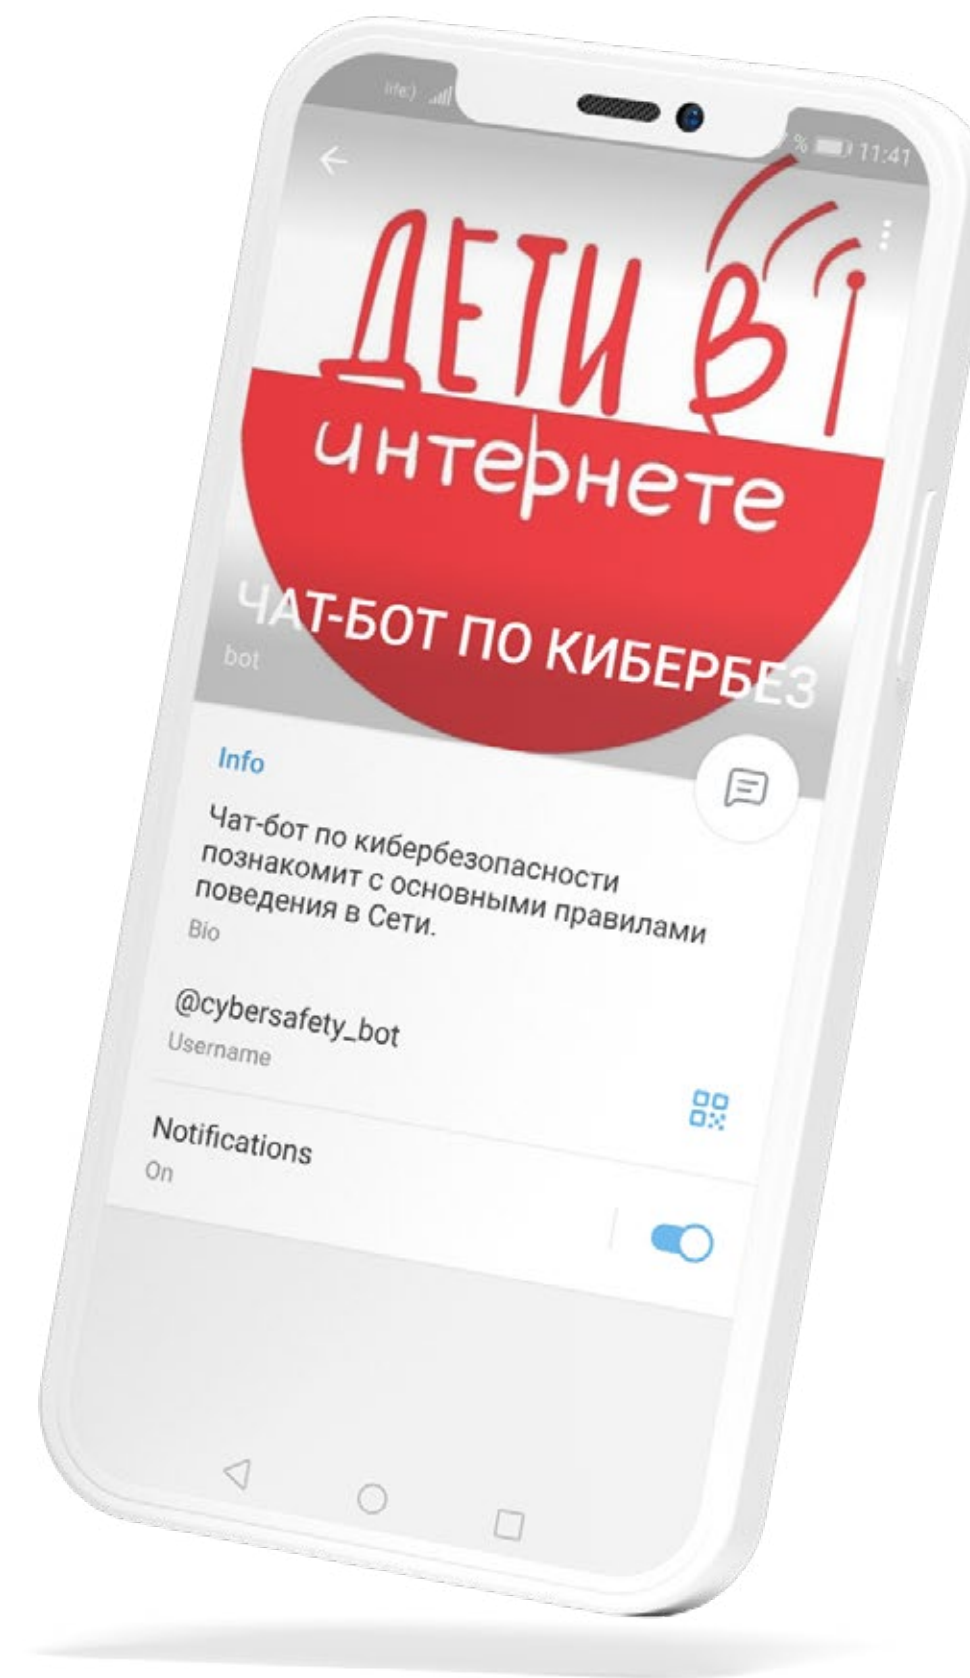 life:)
% 11:41
ДЕТИ В
интернете
ЧАТ-БОТ ПО КИБЕРБЕЗ
bot
Info
Чат-бот по кибербезопасности
познакомит с основными правилами
поведения в Сети.
Bio
@cybersafety_bot
Username
Notifications
On